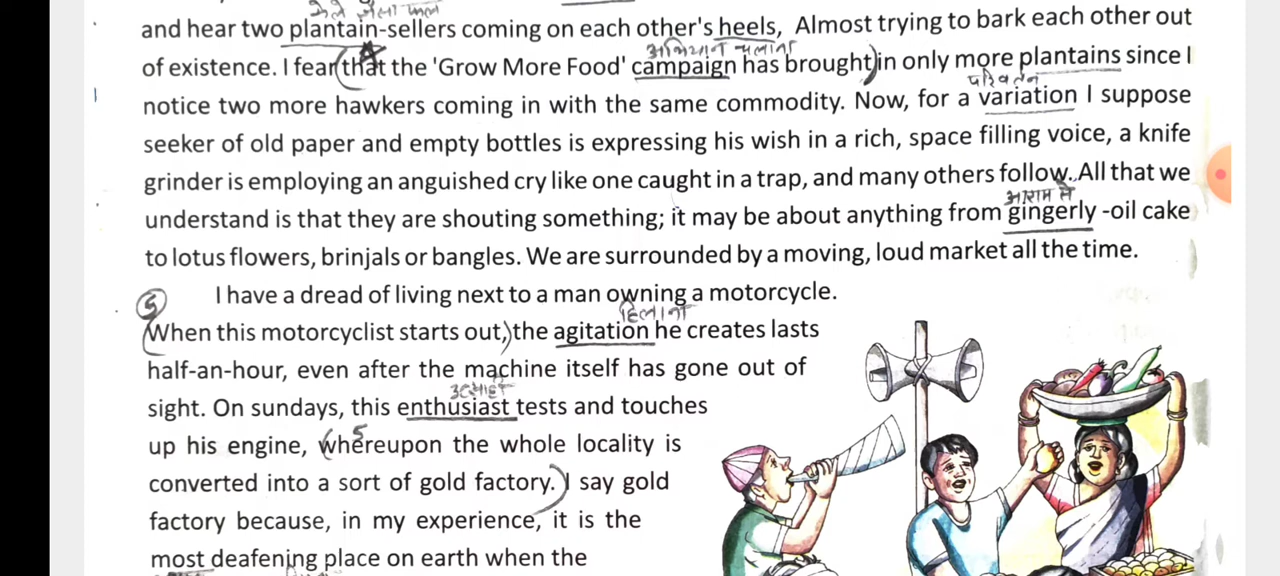 केले जैसा फल
and hear two plantain-sellers coming on each other's heels, Almost trying to bark each other out
अभियान चलाना
of existence. I fear that the 'Grow More Food' campaign has brought in only more plantains since I
परिवर्तन
notice two more hawkers coming in with the same commodity. Now, for a variation I suppose
seeker of old paper and empty bottles is expressing his wish in a rich, space filling voice, a knife
grinder is employing an anguished cry like one caught in a trap, and many others follow. All that we
understand is that they are shouting something; it may be about anything from gingerly -oil cake
to lotus flowers, brinjals or bangles. We are surrounded by a moving, loud market all the time.
5 I have a dread of living next to a man owning a motorcycle.
हिलाना
When this motorcyclist starts out, the agitation he creates lasts
half-an-hour, even after the machine itself has gone out of
sight. On sundays, this enthusiast tests and touches
up his engine, whereupon the whole locality is
converted into a sort of gold factory. I say gold
factory because, in my experience, it is the
most deafening place on earth when the